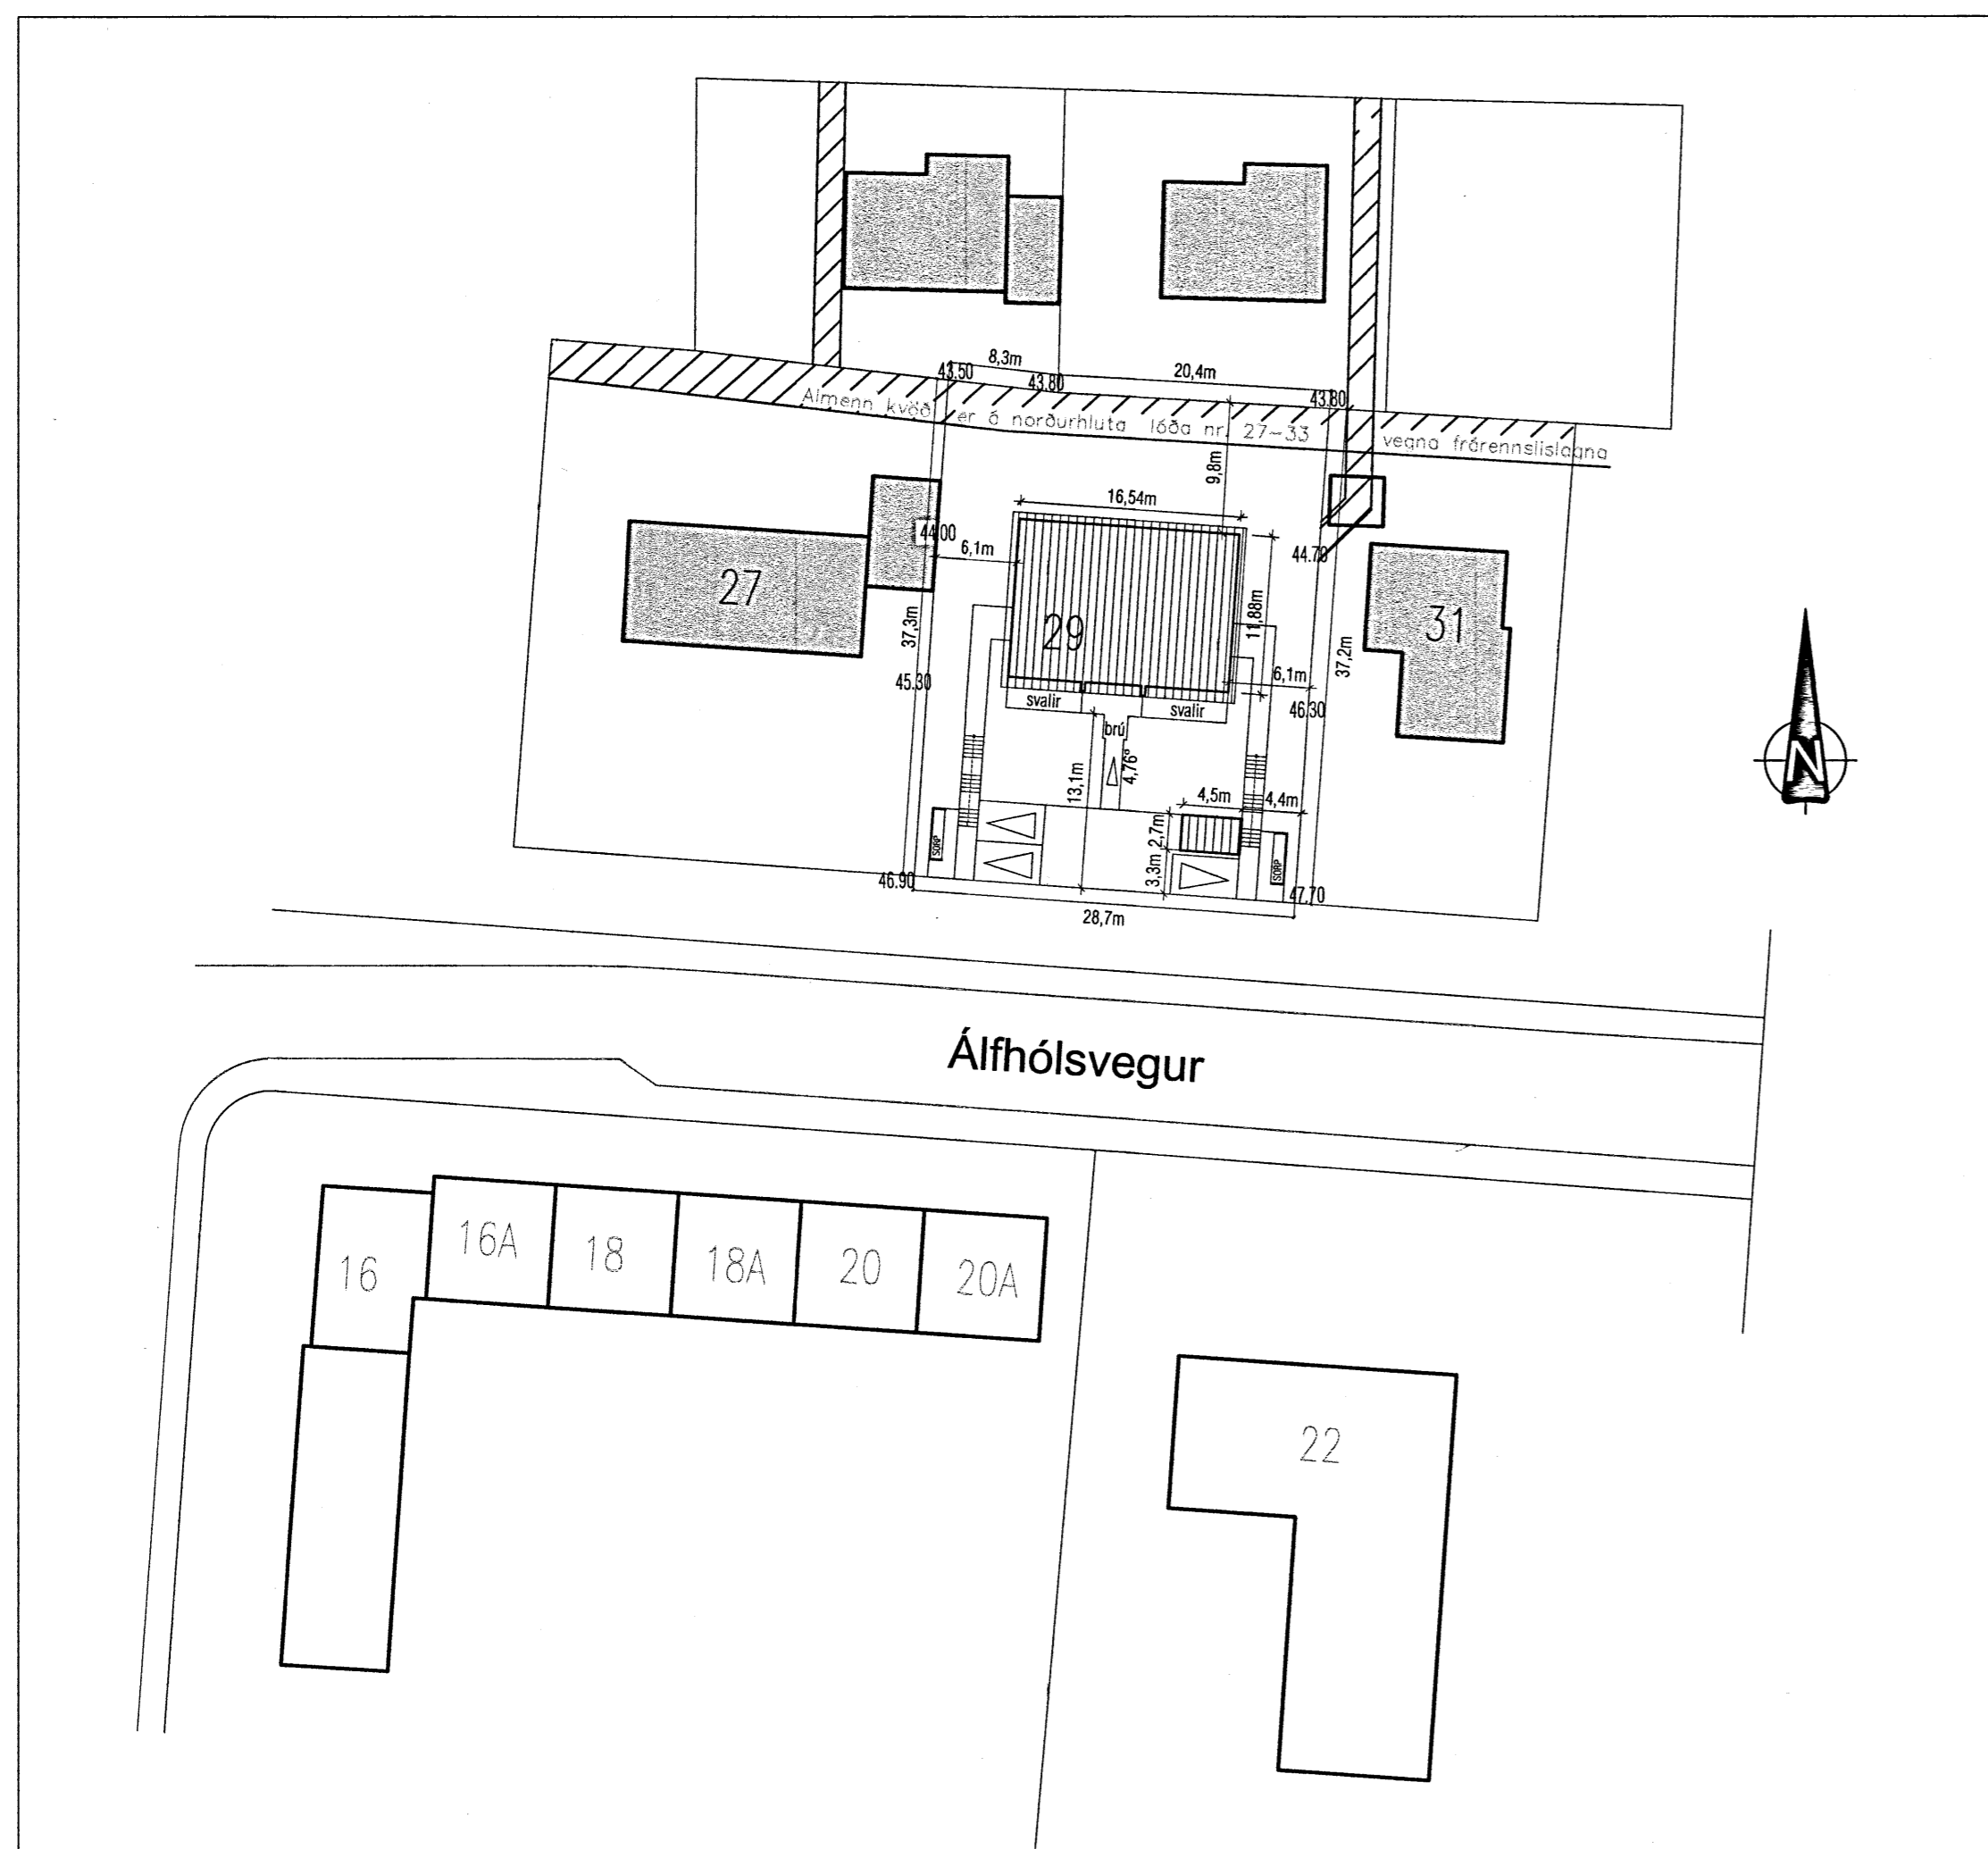 8,3m
43.50
43.80
20,4m
43.80
Almenn kvöð er á norðurhluta lóða nr. 27-33 vegna frárennslislagna
9,8m
16,54m
44.00
6,1m
44.70
27
29
31
37,3m
11,88m
37,2m
45.30
6,1m
46.30
svalir
svalir
brú
4,76°
13,1m
4,5m
4,4m
2,7m
3,3m
SORP
SORP
46.90
47.70
28,7m
N
Álfhólsvegur
16
16A
18
18A
20
20A
22